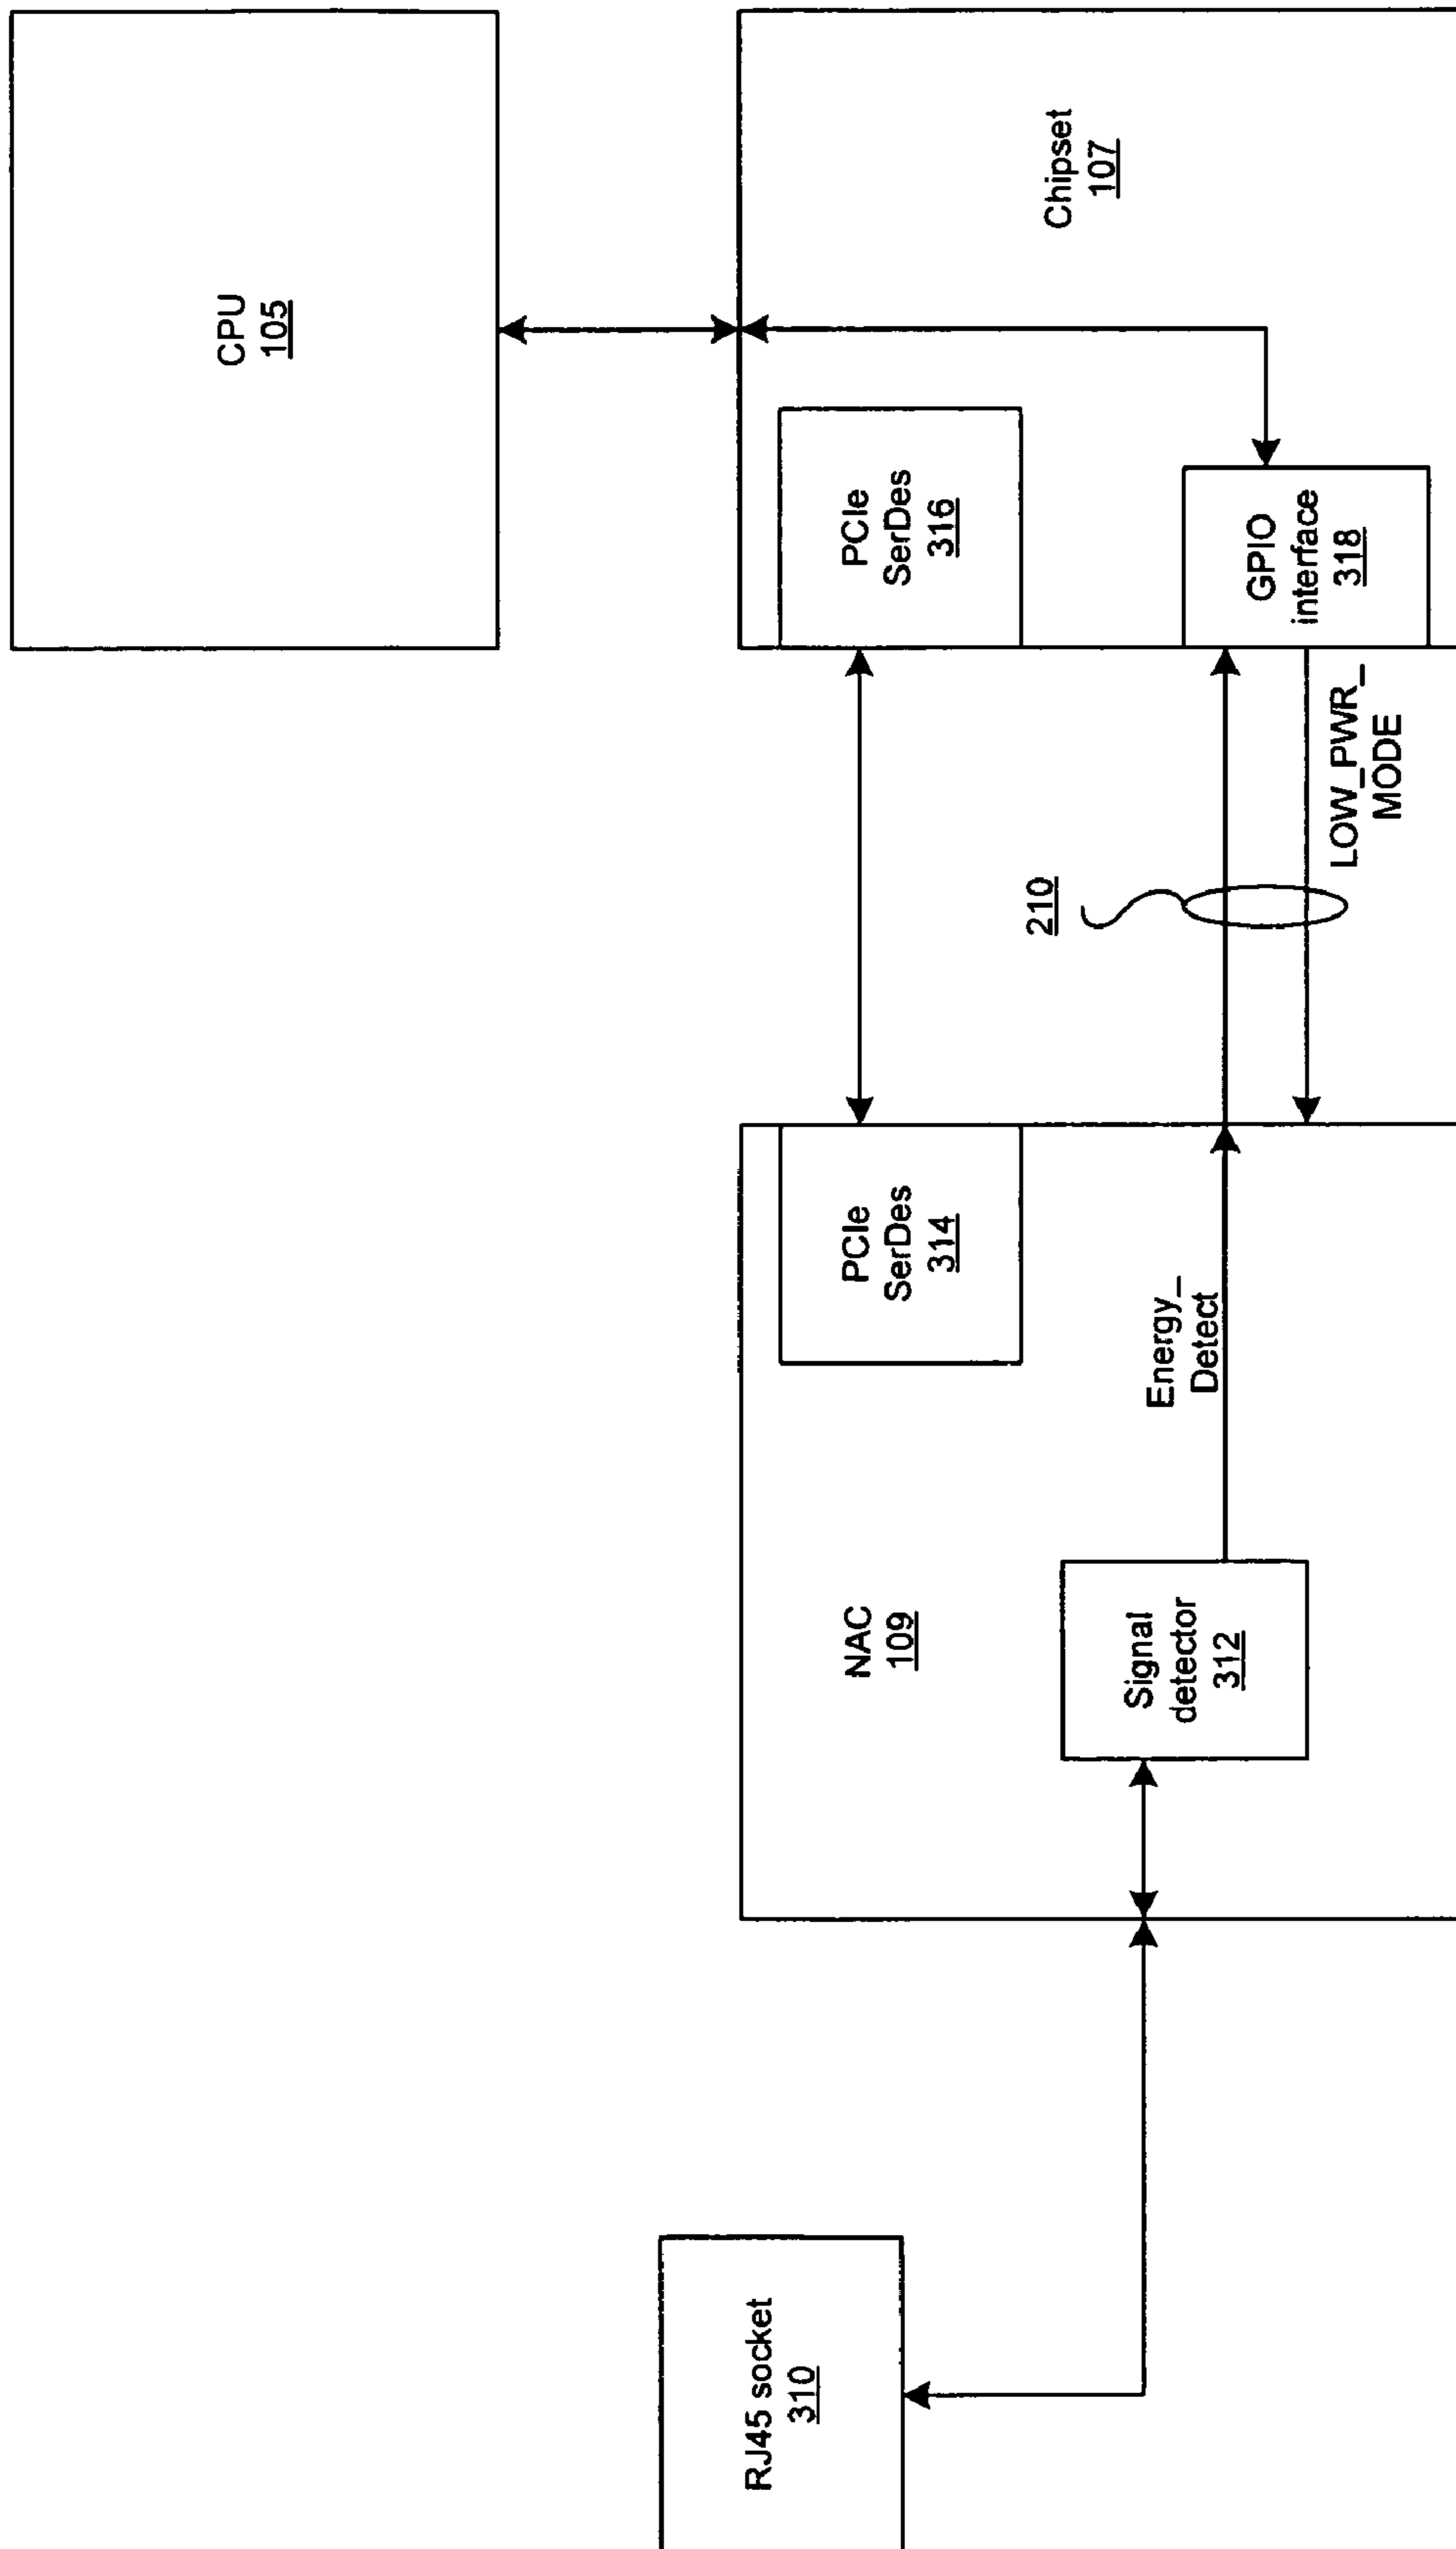 CPU
105
Chipset
107
PCIe
SerDes
316
GPIO
interface
318
LOW_PWR_
MODE
210
PCIe
SerDes
314
Energy_
Detect
NAC
109
Signal
detector
312
RJ45 socket
310